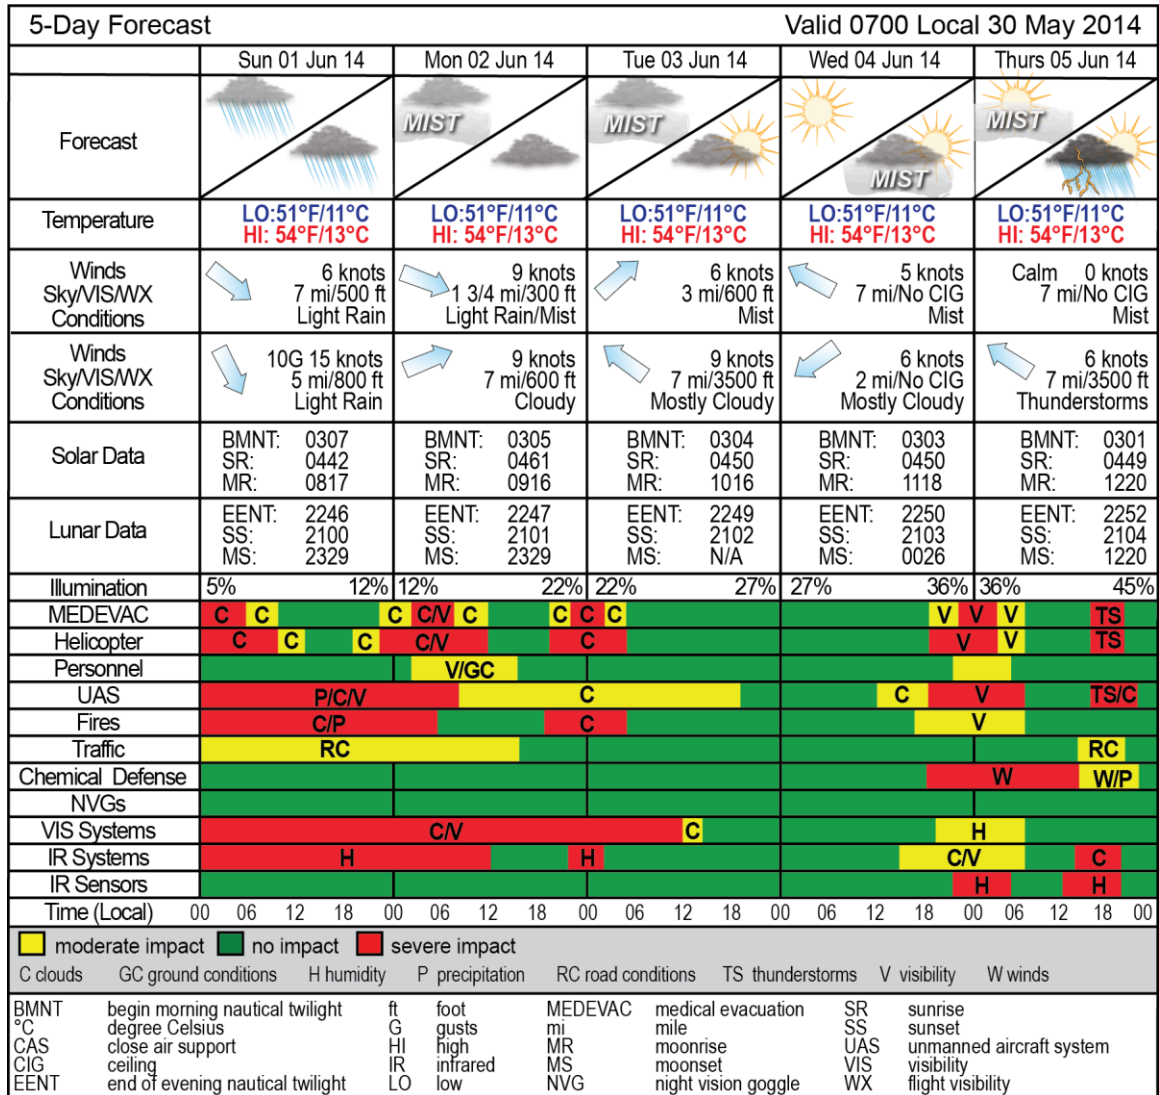 5-Day Forecast Valid 0700 Local 30 May 2014
Sun 01 Jun 14 Mon 02 Jun 14 Tue 03 Jun 14 Wed 04 Jun 14 Thurs 05 Jun 14
Forecast MIST MIST MIST MIST
Temperature LO:51°F/11°C LO:51°F/11°C LO:51°F/11°C LO:51°F/11°C LO:51°F/11°C
HI: 54°F/13°C HI: 54°F/13°C HI: 54°F/13°C HI: 54°F/13°C HI: 54°F/13°C
Winds 6 knots 9 knots 6 knots 5 knots Calm 0 knots
Sky/VIS/WX 7 mi/500 ft 1 3/4 mi/300 ft 3 mi/600 ft 7 mi/No CIG 7 mi/No CIG
Conditions Light Rain Light Rain/Mist Mist Mist Mist
Winds 10G 15 knots 9 knots 9 knots 6 knots 6 knots
Sky/VIS/WX 5 mi/800 ft 7 mi/600 ft 7 mi/3500 ft 2 mi/No CIG 7 mi/3500 ft
Conditions Light Rain Cloudy Mostly Cloudy Mostly Cloudy Thunderstorms
BMNT: 0307 BMNT: 0305 BMNT: 0304 BMNT: 0303 BMNT: 0301
Solar Data SR: 0442 SR: 0461 SR: 0450 SR: 0450 SR: 0449
MR: 0817 MR: 0916 MR: 1016 MR: 1118 MR: 1220
EENT: 2246 EENT: 2247 EENT: 2249 EENT: 2250 EENT: 2252
Lunar Data SS: 2100 SS: 2101 SS: 2102 SS: 2103 SS: 2104
MS: 2329 MS: 2329 MS: N/A MS: 0026 MS: 1220
Illumination 5% 12% 12% 22% 22% 27% 27% 36% 36% 45%
MEDEVAC C C C C/V C C C C V V V TS
Helicopter C C C C/V C V V TS
Personnel V/GC
UAS P/C/V C C V TS/C
Fires C/P C V
Traffic RC RC
Chemical Defense W W/P
NVGs
VIS Systems C/V C H
IR Systems H H C/V C
IR Sensors H H
Time (Local) 00 06 12 18 00 06 12 18 00 06 12 18 00 06 12 18 00 06 12 18 00
moderate impact no impact severe impact
C clouds GC ground conditions H humidity P precipitation RC road conditions TS thunderstorms V visibility W winds
BMNT begin morning nautical twilight ft foot MEDEVAC medical evacuation SR sunrise
°C degree Celsius G gusts mi mile SS sunset
CAS close air support HI high MR moonrise UAS unmanned aircraft system
CIG ceiling IR infrared MS moonset VIS visibility
EENT end of evening nautical twilight LO low NVG night vision goggle WX flight visibility